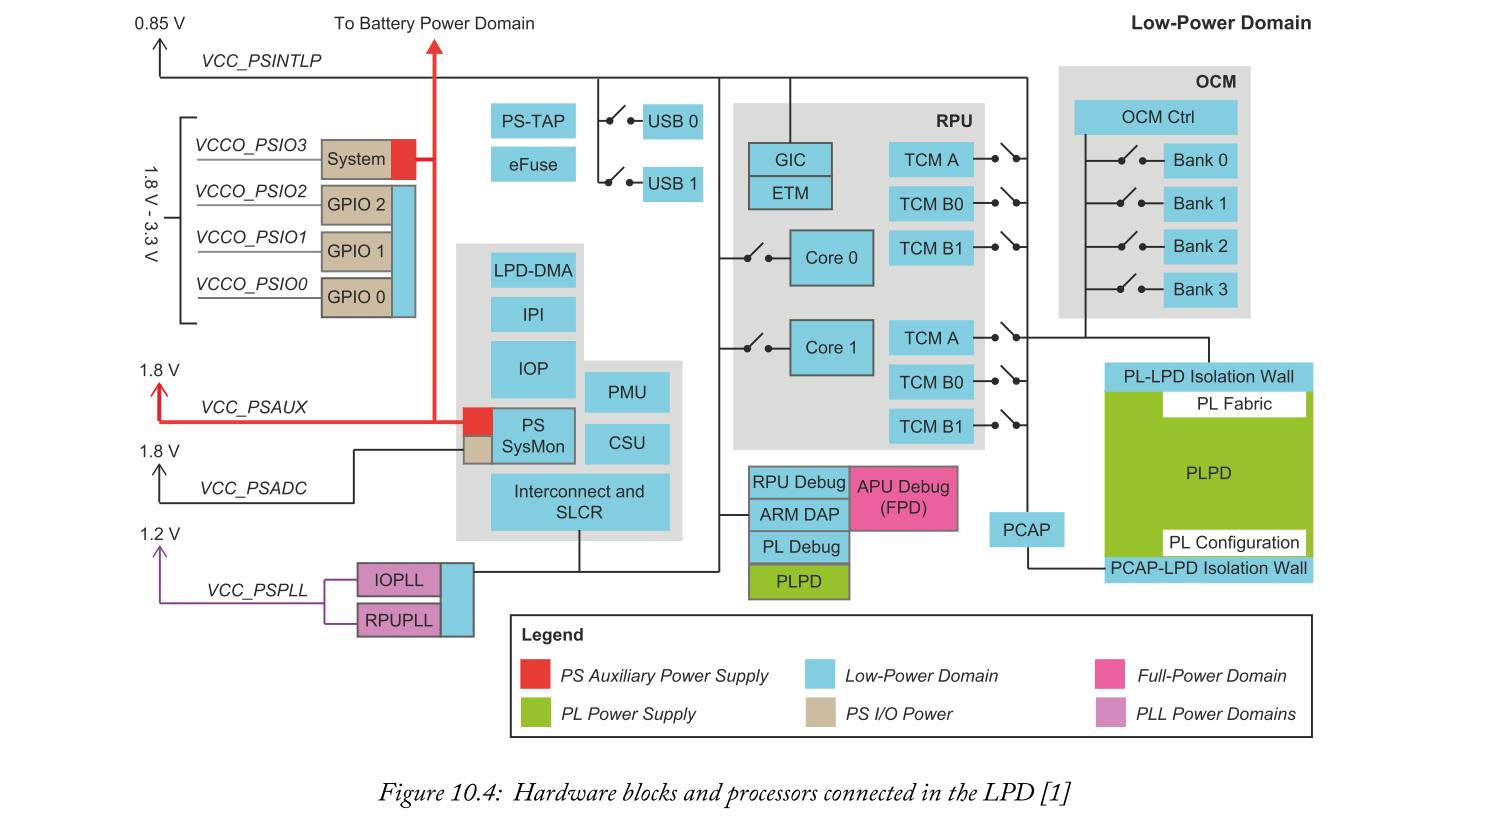 0.85 V
To Battery Power Domain
Low-Power Domain
VCC_PSINTLP
OCM
OCM Ctrl
Bank 0
Bank 1
Bank 2
Bank 3
PS-TAP
eFuse
USB 0
USB 1
RPU
GIC
ETM
TCM A
TCM B0
TCM B1
Core 0
Core 1
TCM A
TCM B0
TCM B1
1.8 V - 3.3 V
VCCO_PSIO3
System
VCCO_PSIO2
GPIO 2
VCCO_PSIO1
GPIO 1
VCCO_PSIO0
GPIO 0
LPD-DMA
IPI
IOP
PMU
PS
SysMon
CSU
Interconnect and
SLCR
1.8 V
VCC_PSAUX
1.8 V
VCC_PSADC
1.2 V
VCC_PSPLL
IOPLL
RPUPLL
RPU Debug
ARM DAP
PL Debug
PLPD
APU Debug
(FPD)
PCAP
PL-LPD Isolation Wall
PL Fabric
PLPD
PL Configuration
PCAP-LPD Isolation Wall
Legend
PS Auxiliary Power Supply
Low-Power Domain
Full-Power Domain
PL Power Supply
PS I/O Power
PLL Power Domains
Figure 10.4: Hardware blocks and processors connected in the LPD [1]